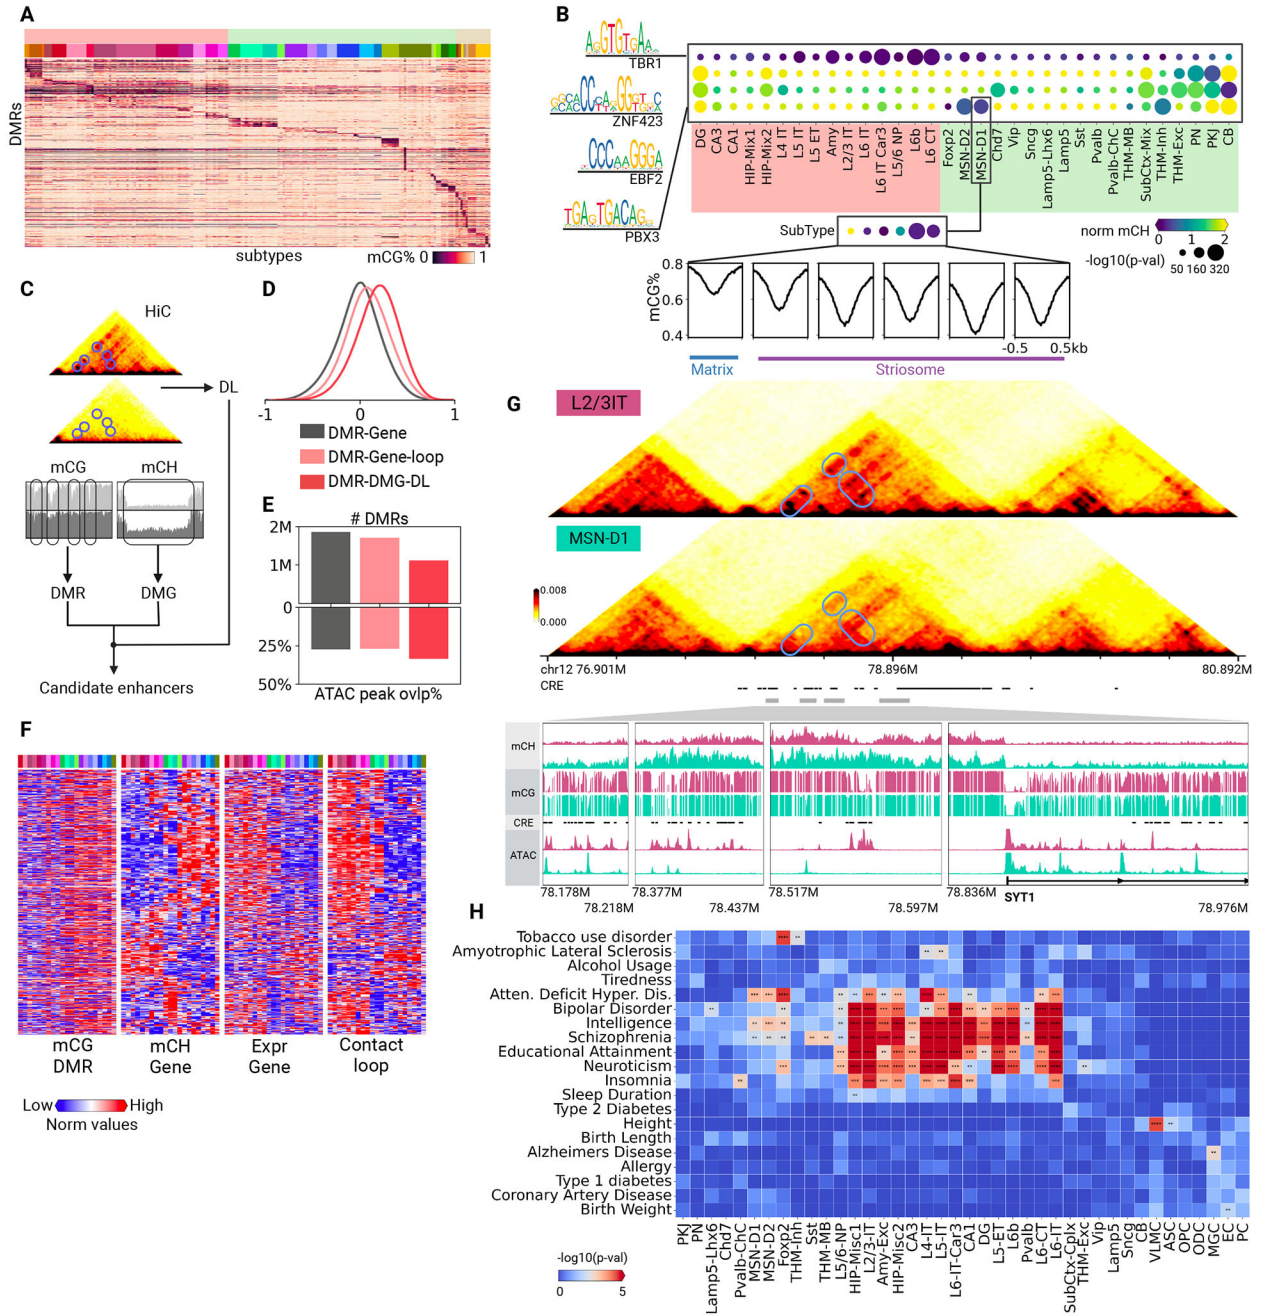 A
DMRs
subtypes
mCG% 0 1
B
TBR1
ZNF423
EBF2
PBX3
DG
CA3
CA1
HIP-Mix1
HIP-Mix2
L4 IT
L5 IT
L5 ET
Amy
L2/3 IT
L6 IT
L6 IT Car3
L5/6 NP
L6b
L6 CT
Foxp2
MSN-D2
MSN-D1
Chd7
Vip
Sncg
Lamp5-Lhx6
Lamp5
Sst
Pvalb
Pvalb-ChC
THM-MB
SubCtx-Mix
THM-Inh
THM-Exc
PN
PKJ
CB
SubType
norm mCH
0 1 2
-log10(p-val)
50 160 320
mCG%
0.8
0.6
0.4
-0.5 0.5kb
Matrix
Striosome
C
HiC
DL
mCG mCH
DMR DMG
Candidate enhancers
D
-1 0 1
DMR-Gene
DMR-Gene-loop
DMR-DMG-DL
E
# DMRs
2M
1M
0
25%
50%
ATAC peak ovlp%
F
mCG DMR
mCH Gene
Expr Gene
Contact loop
Low High
Norm values
G
L2/3IT
MSN-D1
0.008
0.000
chr12 76.901M 78.896M 80.892M
CRE
mCH
mCG
CRE
ATAC
78.178M 78.377M 78.517M 78.836M SYT1
78.218M 78.437M 78.597M 78.976M
H
Tobacco use disorder
Amyotrophic Lateral Sclerosis
Alcohol Usage
Tiredness
Atten. Deficit Hyper. Dis.
Bipolar Disorder
Intelligence
Schizophrenia
Educational Attainment
Neuroticism
Insomnia
Sleep Duration
Type 2 Diabetes
Height
Birth Length
Alzheimers Disease
Allergy
Type 1 diabetes
Coronary Artery Disease
Birth Weight
PKJ
PN
Lamp5-Lhx6
Chd7
Pvalb-ChC
MSN-D1
MSN-D2
Foxp2
THM-Inh
Sst
THM-MB
L5/6-NP
HIP-Misc1
L2/3-IT
Amy-Exc
HIP-Misc2
CA3
L4-IT
L5-IT
L6-IT-Car3
CA1
DG
L5-ET
L6b
Pvalb
L6-CT
L6-IT
SubCtx-Cplx
THM-Exc
Vip
Lamp5
Sncg
CB
VLMC
ASC
OPC
ODC
MGC
EC
PC
-log10(p-val)
0 5